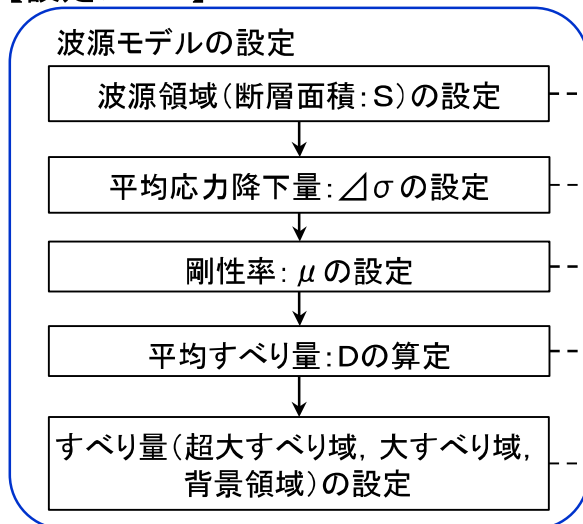 波源モデルの設定
波源領域(断層面積:S)の設定
平均応力降下量:⊿σの設定
剛性率:μの設定
平均すべり量:Dの算定
すべり量(超大すべり域,大すべり域,
背景領域)の設定